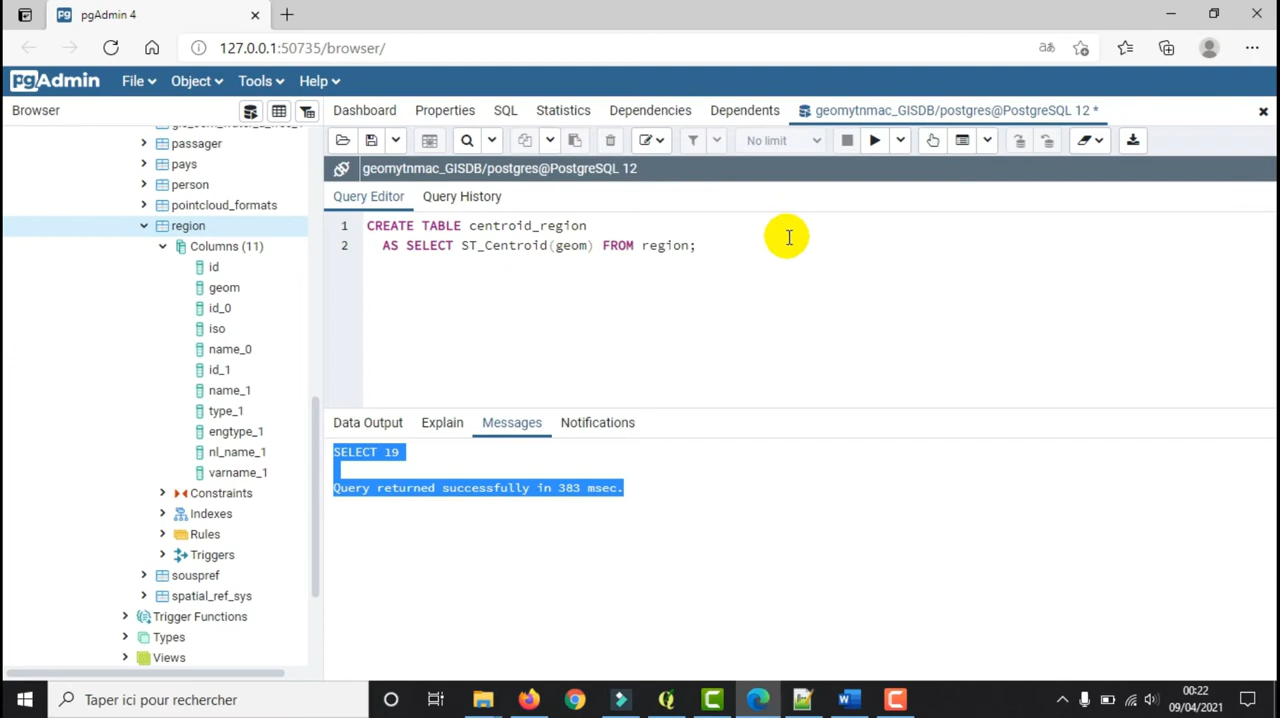 pgAdmin 4
127.0.0.1:50735/browser/
pgAdmin File Object Tools Help
Browser
Dashboard Properties SQL Statistics Dependencies Dependents geomytnmac_GISDB/postgres@PostgreSQL 12 *
No limit
geomytnmac_GISDB/postgres@PostgreSQL 12
Query Editor Query History
1 CREATE TABLE centroid_region
2 AS SELECT ST_Centroid(geom) FROM region;
passager
pays
person
pointcloud_formats
region
Columns (11)
id
geom
id_0
iso
name_0
id_1
name_1
type_1
engtype_1
nl_name_1
varname_1
Constraints
Indexes
Rules
Triggers
souspref
spatial_ref_sys
Trigger Functions
Types
Views
Data Output Explain Messages Notifications
SELECT 19
Query returned successfully in 383 msec.
Taper ici pour rechercher
00:22
09/04/2021